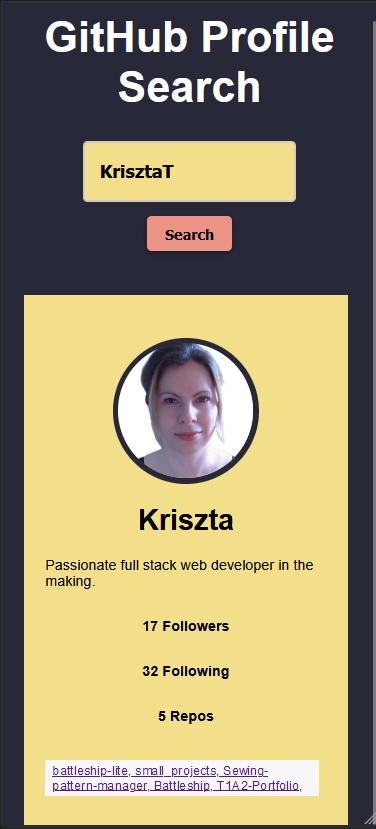 GitHub Profile
Search
KrisztaT
Search
Kriszta
Passionate full stack web developer in the
making.
17 Followers
32 Following
5 Repos
battleship-lite, small_projects, Sewing-
pattern-manager, Battleship, T1A2-Portfolio,